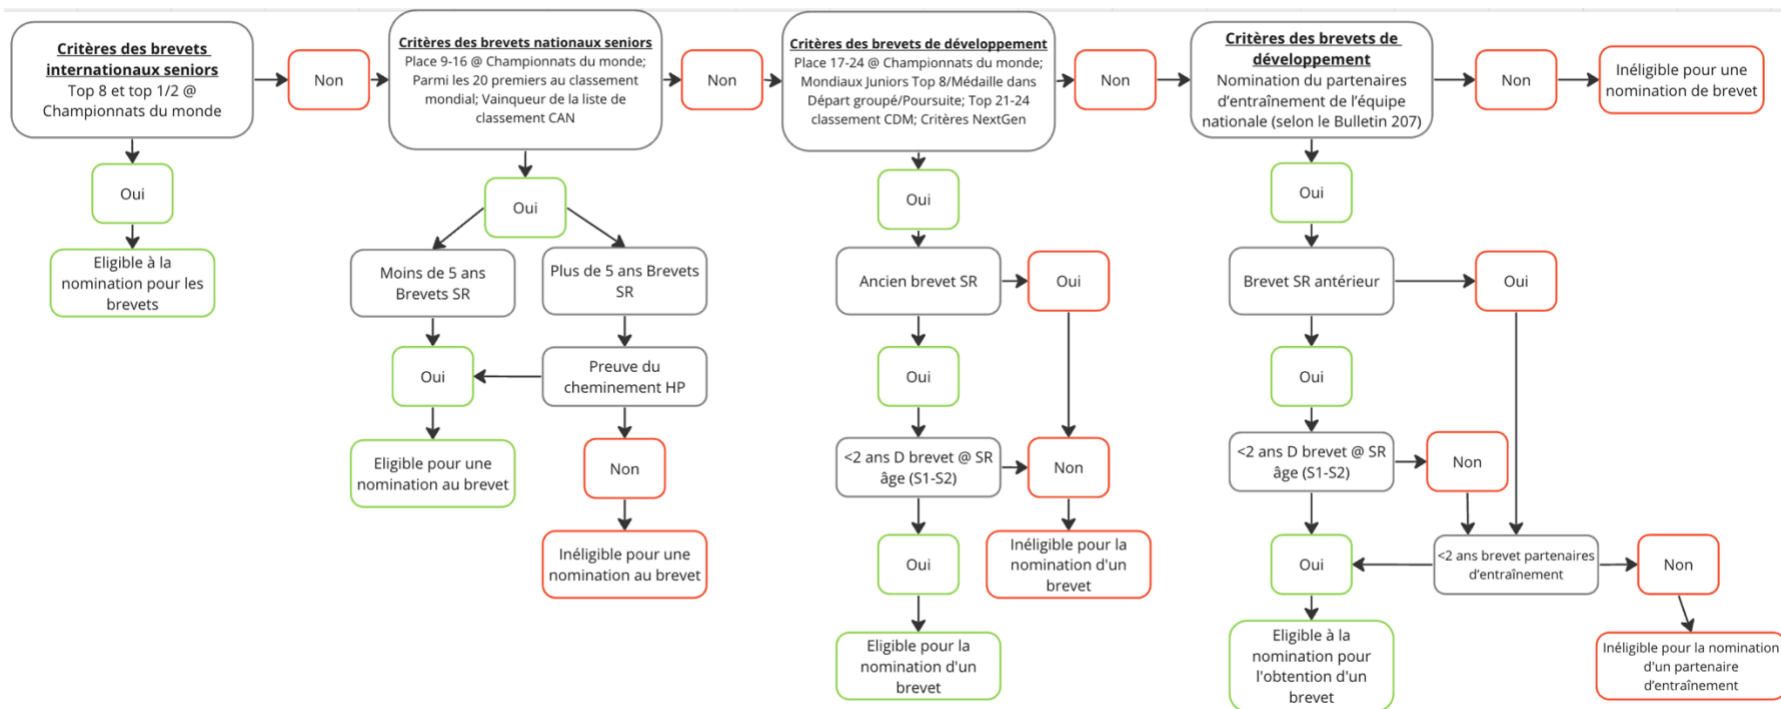 Critères des brevets
internationaux seniors
Top 8 et top 1/2 @
Championnats du monde
Non
Critères des brevets nationaux seniors
Place 9-16 @ Championnats du monde;
Parmi les 20 premiers au classement
mondial; Vainqueur de la liste de
classement CAN
Non
Critères des brevets de développement
Place 17-24 @ Championnats du monde;
Mondiaux Juniors Top 8/Médaille dans
Départ groupé/Poursuite; Top 21-24
classement CDM; Critères NextGen
Non
Critères des brevets de
développement
Nomination du partenaires
d'entraînement de l'équipe
nationale (selon le Bulletin 207)
Non
Inéligible pour une
nomination de brevet
Oui
Eligible à la
nomination pour les
brevets
Oui
Moins de 5 ans
Brevets SR
Plus de 5 ans Brevets
SR
Oui
Preuve du
cheminement HP
Eligible pour une
nomination au brevet
Non
Inéligible pour une
nomination au brevet
Oui
Ancien brevet SR
Oui
Oui
<2 ans D brevet @ SR
âge (S1-S2)
Non
Oui
Inéligible pour la
nomination d'un
brevet
Eligible pour la
nomination d'un
brevet
Oui
Brevet SR antérieur
Oui
Oui
<2 ans D brevet @ SR
âge (S1-S2)
Non
Oui
<2 ans brevet partenaires
d'entraînement
Non
Eligible à la
nomination pour
l'obtention d'un
brevet
Inéligible pour la nomination
d'un partenaire
d'entraînement